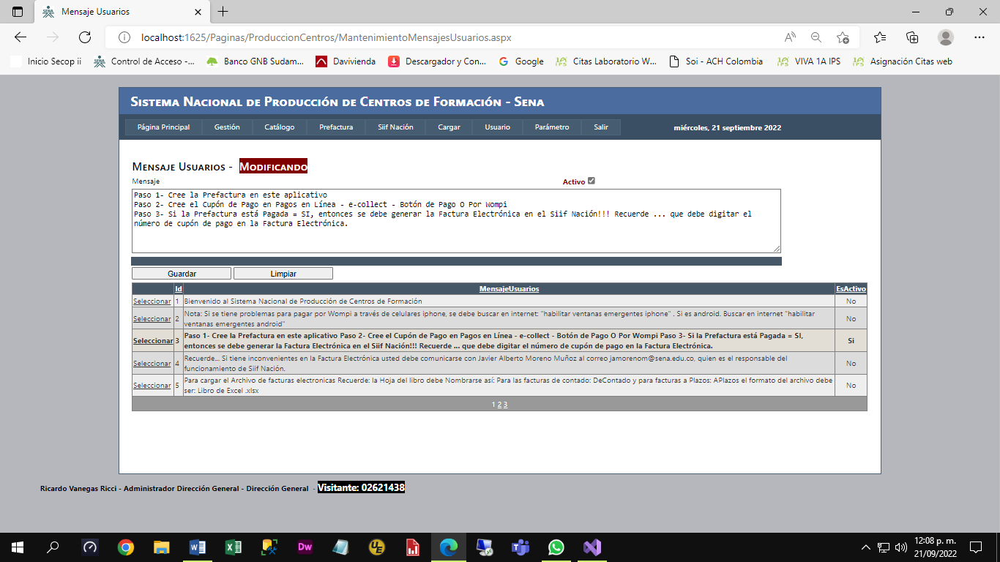 Mensaje Usuarios
localhost:1625/Paginas/ProduccionCentros/MantenimientoMensajesUsuarios.aspx
Inicio Secop ii
Control de Acceso -...
Banco GNB Sudam...
Davivienda
Descargador y Con...
Google
Citas Laboratorio W...
Soi - ACH Colombia
VIVA 1A IPS
Asignación Citas web
Sistema Nacional de Producción de Centros de Formación - Sena
Página Principal Gestión Catálogo Prefactura Siif Nación Cargar Usuario Parámetro Salir miércoles, 21 septiembre 2022
Mensaje Usuarios - Modificando
Mensaje Activo
Paso 1- Cree la Prefactura en este aplicativo
Paso 2- Cree el Cupón de Pago en Pagos en Línea - e-collect - Botón de Pago O Por Wompi
Paso 3- Si la Prefactura está Pagada = SI, entonces se debe generar la Factura Electrónica en el Siif Nación!!! Recuerde ... que debe digitar el
número de cupón de pago en la Factura Electrónica.
Guardar Limpiar
Id MensajeUsuarios EsActivo
Seleccionar 1 Bienvenido al Sistema Nacional de Producción de Centros de Formación No
Seleccionar 2 Nota: Si se tiene problemas para pagar por Wompi a través de celulares iphone, se debe buscar en internet: "habilitar ventanas emergentes iphone" . Si es android. Buscar en internet "habilitar
ventanas emergentes android" No
Seleccionar 3 Paso 1- Cree la Prefactura en este aplicativo Paso 2- Cree el Cupón de Pago en Pagos en Línea - e-collect - Botón de Pago O Por Wompi Paso 3- Si la Prefactura está Pagada = SI,
entonces se debe generar la Factura Electrónica en el Siif Nación!!! Recuerde ... que debe digitar el número de cupón de pago en la Factura Electrónica. Si
Seleccionar 4 Recuerde... Si tiene inconvenientes en la Factura Electrónica usted debe comunicarse con Javier Alberto Moreno Muñoz al correo jamorenom@sena.edu.co, quien es el responsable del
funcionamiento de Siif Nación. No
Seleccionar 5 Para cargar el Archivo de facturas electronicas Recuerde: la Hoja del libro debe Nombrarse así: Para las facturas de contado: DeContado y para facturas a Plazos: APlazos el formato del archivo debe
ser: Libro de Excel .xlsx No
1 2 3
Ricardo Vanegas Ricci - Administrador Dirección General - Dirección General - Visitante: 02621438
12:08 p. m.
21/09/2022